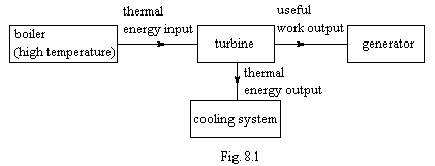 thermal
energy input
useful
work output
boiler
(high temperature)
turbine
generator
thermal
energy output
cooling system
Fig. 8.1